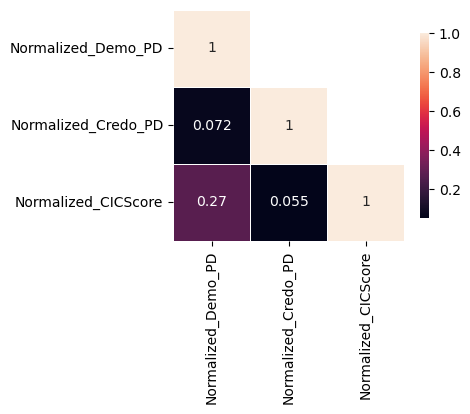 Normalized_Demo_PD
1
Normalized_Credo_PD
0.072
1
Normalized_CICScore
0.27
0.055
1
Normalized_Demo_PD
Normalized_Credo_PD
Normalized_CICScore
1.0
0.8
0.6
0.4
0.2